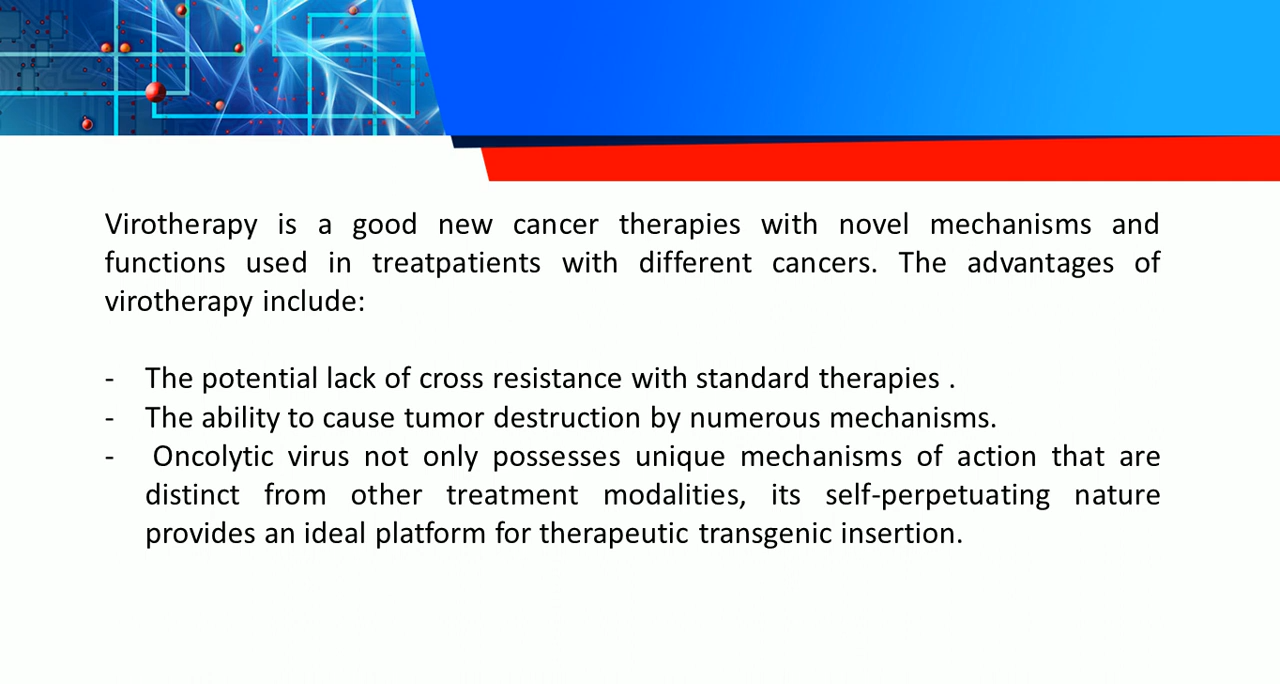 Virotherapy is a good new cancer therapies with novel mechanisms and
functions used in treatpatients with different cancers. The advantages of
virotherapy include:
- The potential lack of cross resistance with standard therapies .
- The ability to cause tumor destruction by numerous mechanisms.
- Oncolytic virus not only possesses unique mechanisms of action that are
distinct from other treatment modalities, its self-perpetuating nature
provides an ideal platform for therapeutic transgenic insertion.